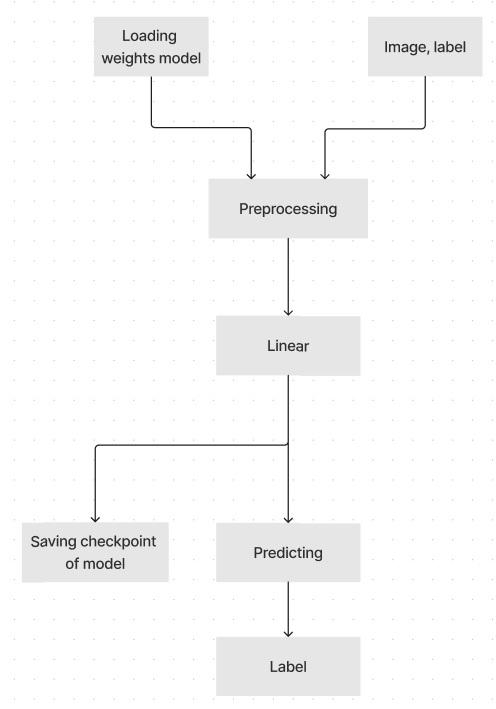 Loading
weights model
Image, label
Preprocessing
Linear
Saving checkpoint
of model
Predicting
Label